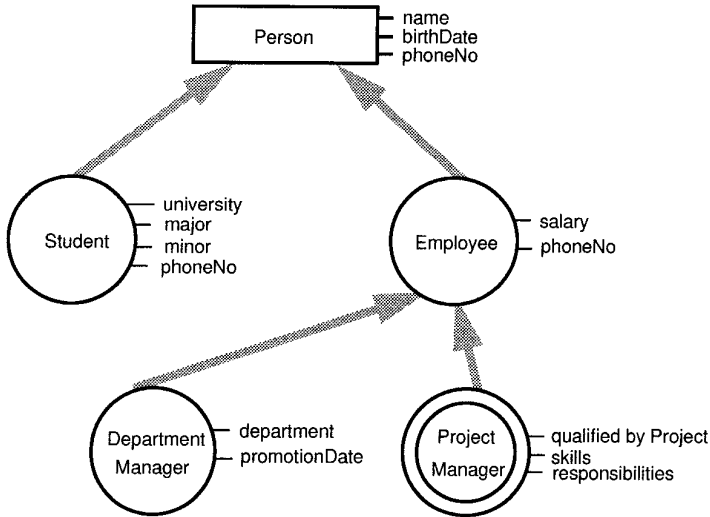 Person
name
birthDate
phoneNo
Student
university
major
minor
phoneNo
Employee
salary
phoneNo
Department
Manager
department
promotionDate
Project
Manager
qualified by Project
skills
responsibilities